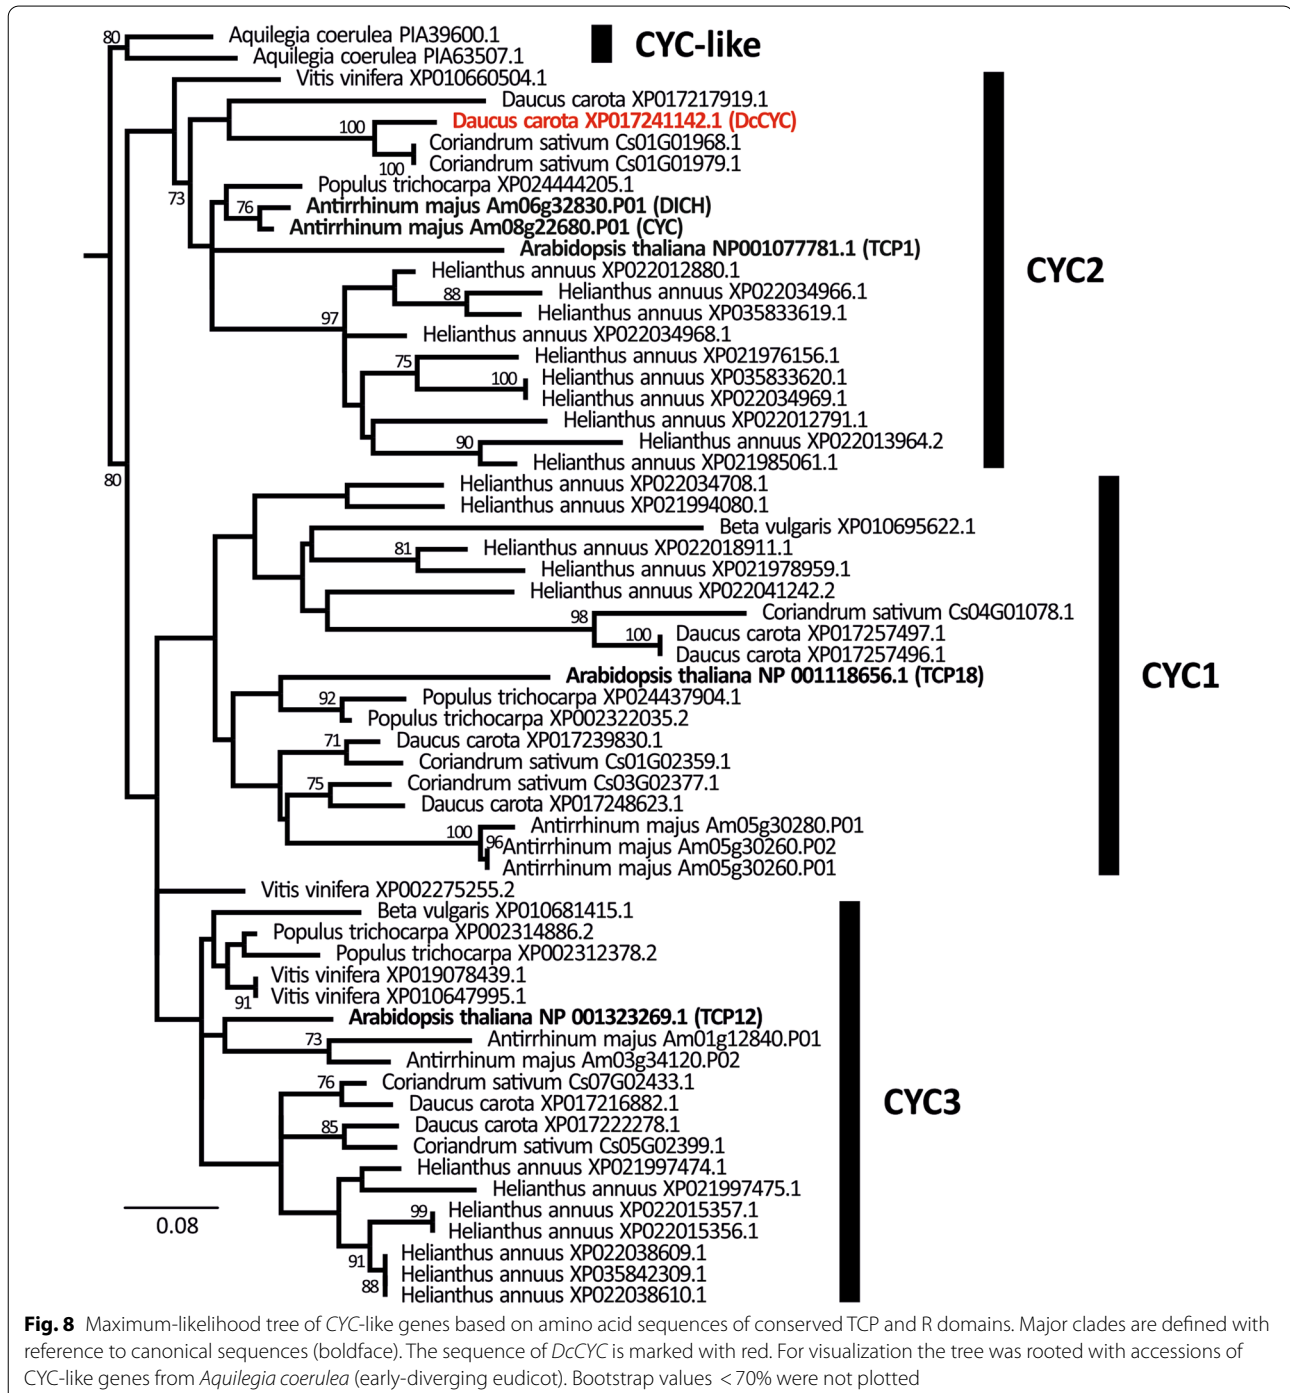 80
Aquilegia coerulea PIA39600.1
Aquilegia coerulea PIA63507.1
CYC-like
Vitis vinifera XP010660504.1
Daucus carota XP017217919.1
Daucus carota XP017241142.1 (DcCYC)
100
Coriandrum sativum Cs01G01968.1
Coriandrum sativum Cs01G01979.1
100
Populus trichocarpa XP024444205.1
73
76
Antirrhinum majus Am06g32830.P01 (DICH)
Antirrhinum majus Am08g22680.P01 (CYC)
Arabidopsis thaliana NP001077781.1 (TCP1)
Helianthus annuus XP022012880.1
CYC2
88
Helianthus annuus XP022034966.1
Helianthus annuus XP035833619.1
97
Helianthus annuus XP022034968.1
75
Helianthus annuus XP021976156.1
100
Helianthus annuus XP035833620.1
Helianthus annuus XP022034969.1
Helianthus annuus XP022012791.1
90
Helianthus annuus XP022013964.2
Helianthus annuus XP021985061.1
80
Helianthus annuus XP022034708.1
Helianthus annuus XP021994080.1
Beta vulgaris XP010695622.1
81
Helianthus annuus XP022018911.1
Helianthus annuus XP021978959.1
Helianthus annuus XP022041242.2
98
Coriandrum sativum Cs04G01078.1
100
Daucus carota XP017257497.1
Daucus carota XP017257496.1
Arabidopsis thaliana NP 001118656.1 (TCP18)
CYC1
92
Populus trichocarpa XP024437904.1
Populus trichocarpa XP002322035.2
71
Daucus carota XP017239830.1
Coriandrum sativum Cs01G02359.1
75
Coriandrum sativum Cs03G02377.1
Daucus carota XP017248623.1
100
Antirrhinum majus Am05g30280.P01
96
Antirrhinum majus Am05g30260.P02
Antirrhinum majus Am05g30260.P01
Vitis vinifera XP002275255.2
Beta vulgaris XP010681415.1
Populus trichocarpa XP002314886.2
Populus trichocarpa XP002312378.2
Vitis vinifera XP019078439.1
91
Vitis vinifera XP010647995.1
Arabidopsis thaliana NP 001323269.1 (TCP12)
73
Antirrhinum majus Am01g12840.P01
Antirrhinum majus Am03g34120.P02
76
Coriandrum sativum Cs07G02433.1
Daucus carota XP017216882.1
CYC3
85
Daucus carota XP017222278.1
Coriandrum sativum Cs05G02399.1
Helianthus annuus XP021997474.1
Helianthus annuus XP021997475.1
99
Helianthus annuus XP022015357.1
Helianthus annuus XP022015356.1
91
Helianthus annuus XP022038609.1
88
Helianthus annuus XP035842309.1
Helianthus annuus XP022038610.1
0.08
Fig. 8 Maximum-likelihood tree of CYC-like genes based on amino acid sequences of conserved TCP and R domains. Major clades are defined with
reference to canonical sequences (boldface). The sequence of DcCYC is marked with red. For visualization the tree was rooted with accessions of
CYC-like genes from Aquilegia coerulea (early-diverging eudicot). Bootstrap values < 70% were not plotted